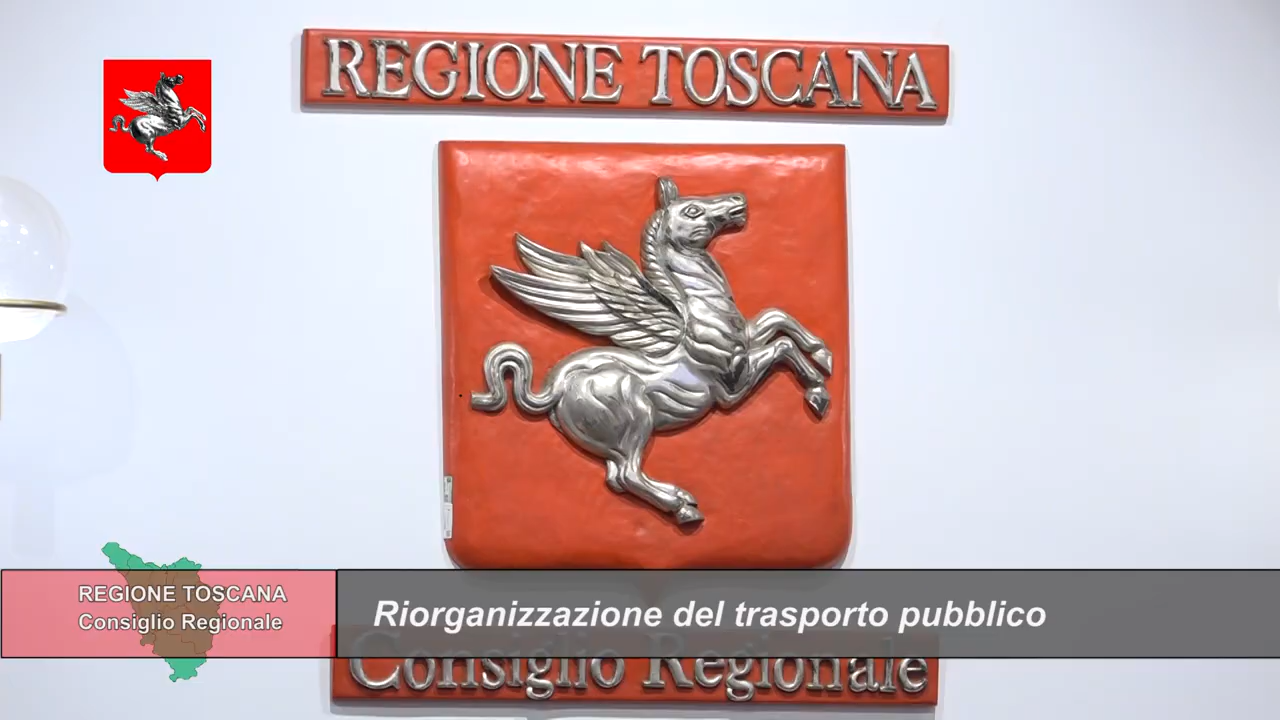 REGIONE TOSCANA
REGIONE TOSCANA
Consiglio Regionale
Riorganizzazione del trasporto pubblico
Consiglio Regionale